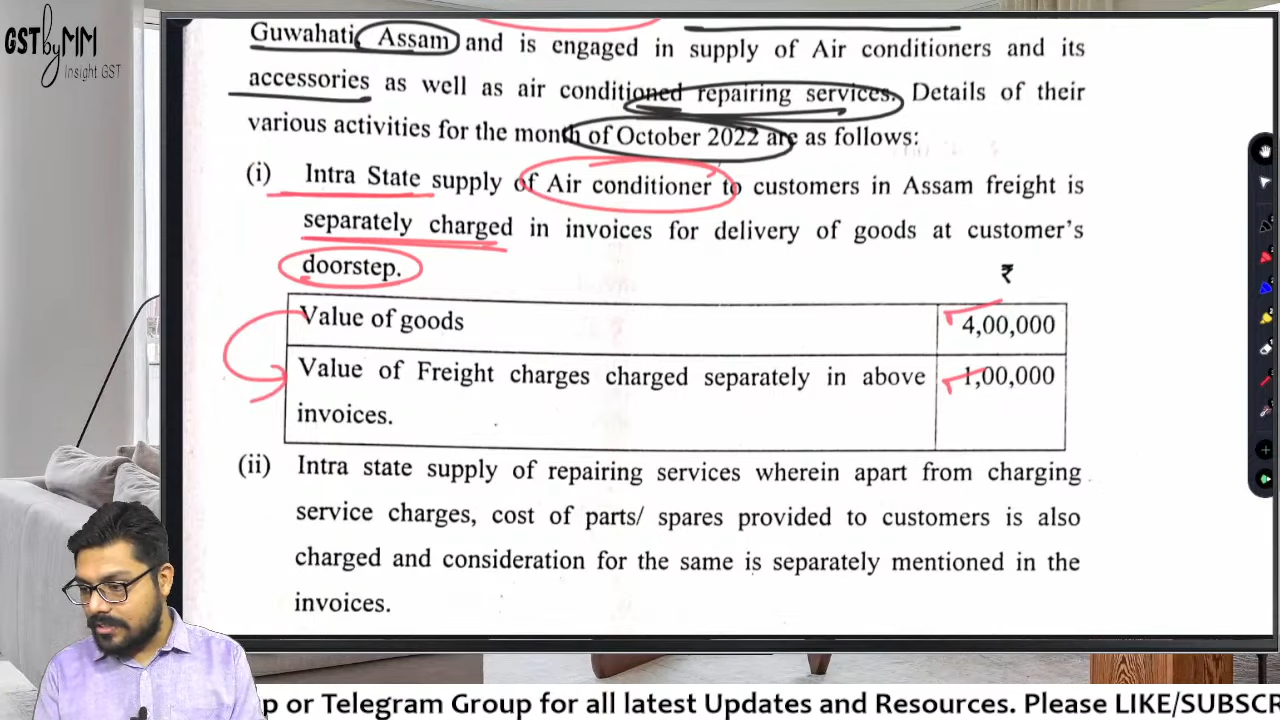 GSTbyMM
Insight GST
Guwahati, Assam and is engaged in supply of Air conditioners and its
accessories as well as air conditioned repairing services. Details of their
various activities for the month of October 2022 are as follows:
(i) Intra State supply of Air conditioner to customers in Assam freight is
separately charged in invoices for delivery of goods at customer's
doorstep.
₹
Value of goods 4,00,000
Value of Freight charges charged separately in above 1,00,000
invoices.
(ii) Intra state supply of repairing services wherein apart from charging
service charges, cost of parts/ spares provided to customers is also
charged and consideration for the same is separately mentioned in the
invoices.
p or Telegram Group for all latest Updates and Resources. Please LIKE/SUBSCR